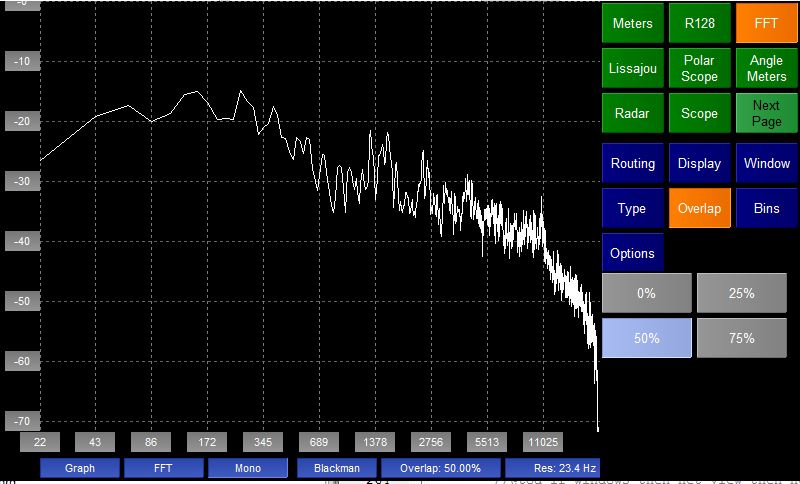 -0
Meters R128 FFT
-10
Lissajou Polar Scope Angle Meters
-20
Radar Scope Next Page
-30
Routing Display Window
Type Overlap Bins
-40
Options
-50
0% 25%
50% 75%
-60
-70
22 43 86 172 345 689 1378 2756 5513 11025
Graph FFT Mono Blackman Overlap: 50.00% Res: 23.4 Hz